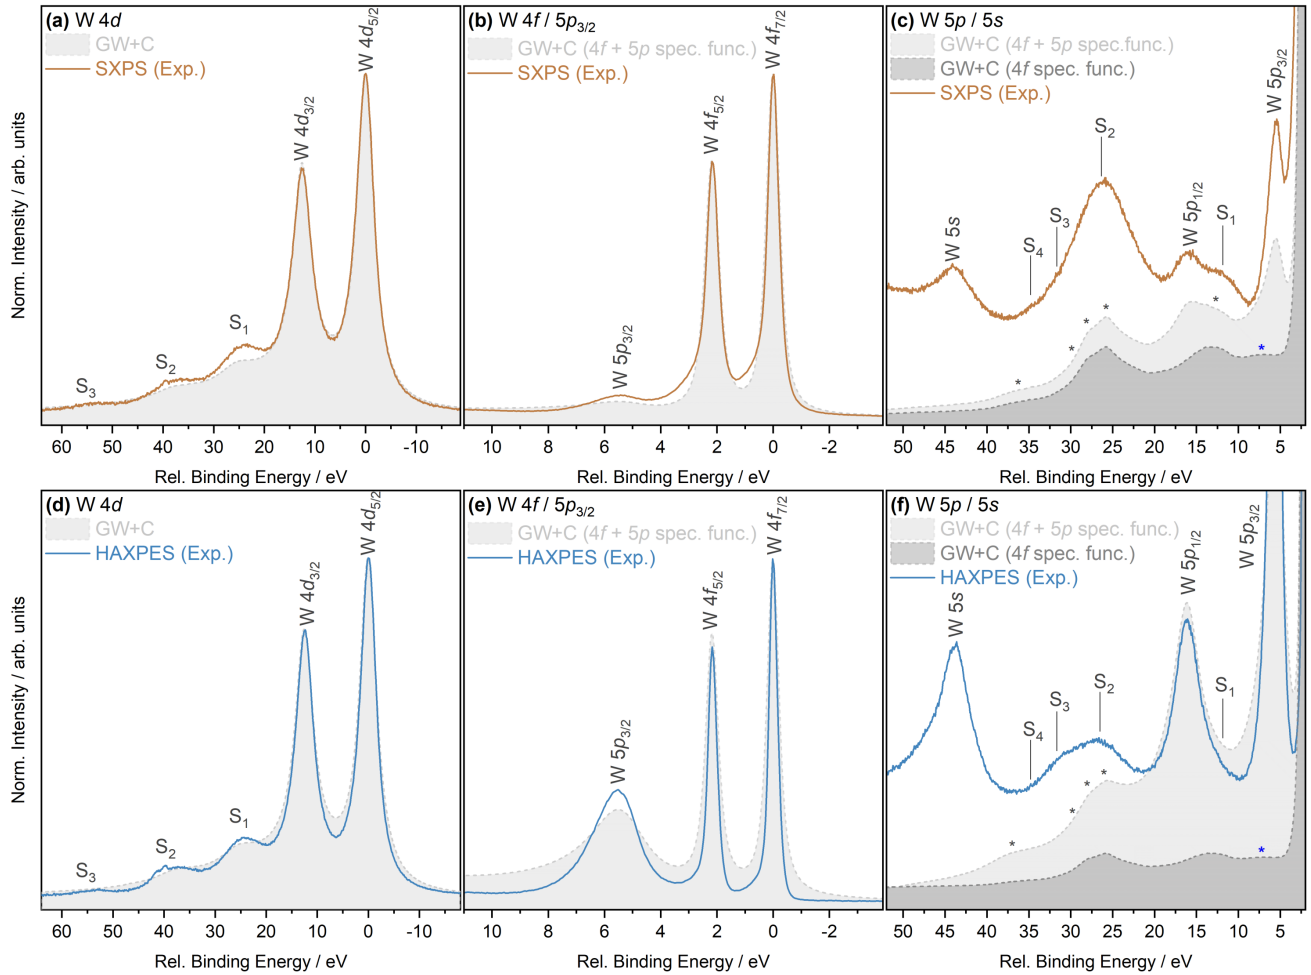 (a) W 4d
GW+C
SXPS (Exp.)
W 4d5/2
W 4d3/2
S1
S2
S3
60 50 40 30 20 10 0 -10
Rel. Binding Energy / eV
Norm. Intensity / arb. units
(b) W 4f / 5p3/2
GW+C (4f + 5p spec. func.)
SXPS (Exp.)
W 4f7/2
W 4f5/2
W 5p3/2
10 8 6 4 2 0 -2
Rel. Binding Energy / eV
(c) W 5p / 5s
GW+C (4f + 5p spec.func.)
GW+C (4f spec. func.)
SXPS (Exp.)
W 5p3/2
S2
W 5p1/2
S1
S3
S4
W 5s
* * * * * *
50 45 40 35 30 25 20 15 10 5
Rel. Binding Energy / eV
(d) W 4d
GW+C
HAXPES (Exp.)
W 4d5/2
W 4d3/2
S1
S2
S3
60 50 40 30 20 10 0 -10
Rel. Binding Energy / eV
Norm. Intensity / arb. units
(e) W 4f / 5p3/2
GW+C (4f + 5p spec. func.)
HAXPES (Exp.)
W 4f7/2
W 4f5/2
W 5p3/2
10 8 6 4 2 0 -2
Rel. Binding Energy / eV
(f) W 5p / 5s
GW+C (4f + 5p spec. func.)
GW+C (4f spec. func.)
HAXPES (Exp.)
W 5p3/2
W 5p1/2
W 5s
S1
S2
S3
S4
* * * * *
50 45 40 35 30 25 20 15 10 5
Rel. Binding Energy / eV